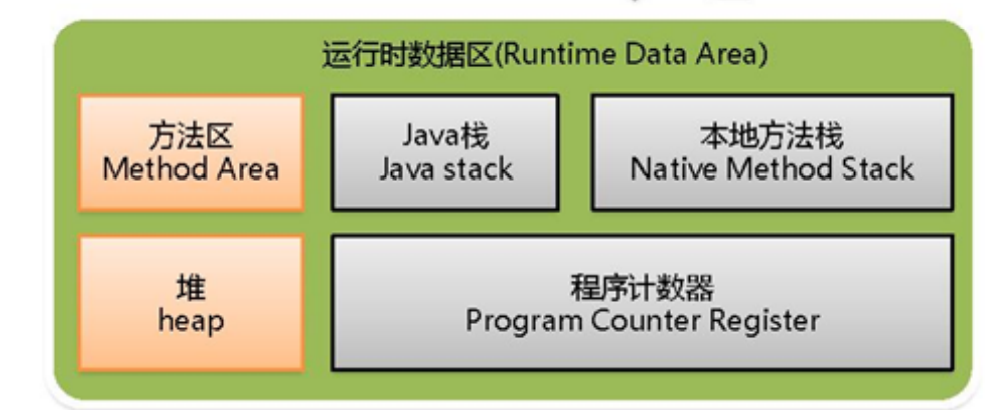 运行时数据区(Runtime Data Area)
方法区
Method Area
Java栈
Java stack
本地方法栈
Native Method Stack
堆
heap
程序计数器
Program Counter Register